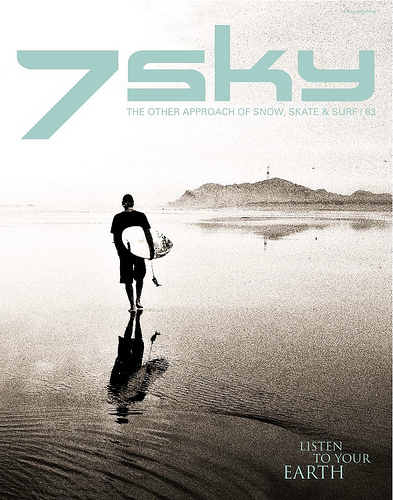 7sky
THE OTHER APPROACH OF SNOW, SKATE & SURF / 63
LISTEN
TO YOUR
EARTH